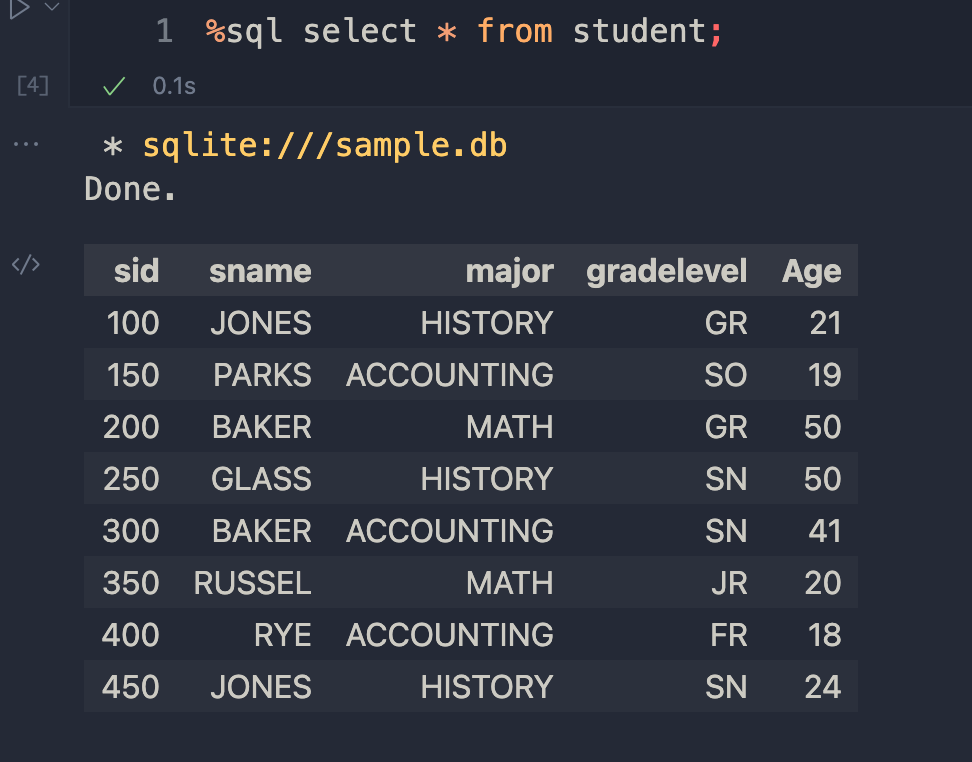 1 %sql select * from student;
[4] ✓ 0.1s
... * sqlite:///sample.db
Done.
</> sid sname major gradelevel Age
100 JONES HISTORY GR 21
150 PARKS ACCOUNTING SO 19
200 BAKER MATH GR 50
250 GLASS HISTORY SN 50
300 BAKER ACCOUNTING SN 41
350 RUSSEL MATH JR 20
400 RYE ACCOUNTING FR 18
450 JONES HISTORY SN 24